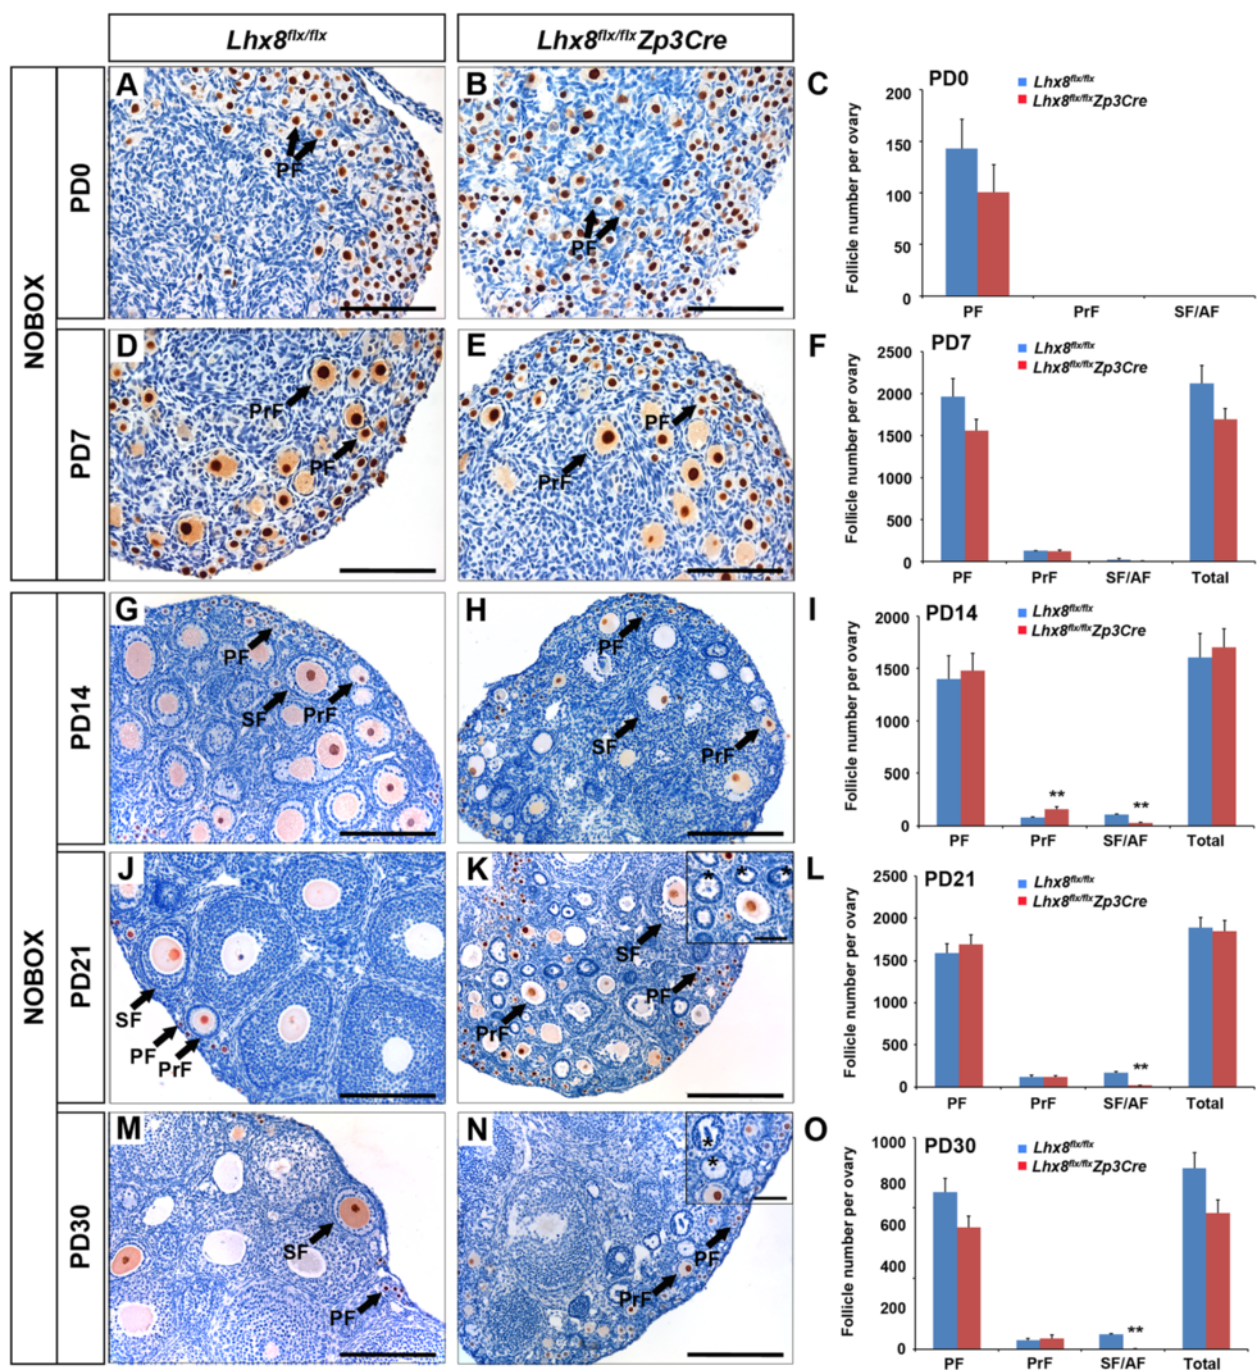 Lhx8flx/flx
Lhx8flx/flxZp3Cre
NOBOX
PD0
A
PF
B
PF
C
PD0
Lhx8flx/flx
Lhx8flx/flxZp3Cre
Follicle number per ovary
200
150
100
50
0
PF PrF SF/AF
PD7
D
PrF
PF
E
PF
PrF
F
PD7
Lhx8flx/flx
Lhx8flx/flxZp3Cre
Follicle number per ovary
2500
2000
1500
1000
500
0
PF PrF SF/AF Total
NOBOX
PD14
G
PF
SF
PrF
H
PF
SF
PrF
I
PD14
Lhx8flx/flx
Lhx8flx/flxZp3Cre
Follicle number per ovary
2000
1500
1000
500
0
** **
PF PrF SF/AF Total
PD21
J
SF
PF
PrF
K
* * *
SF
PF
PrF
L
PD21
Lhx8flx/flx
Lhx8flx/flxZp3Cre
Follicle number per ovary
2500
2000
1500
1000
500
0
**
PF PrF SF/AF Total
PD30
M
SF
PF
N
*
*
PF
PrF
O
PD30
Lhx8flx/flx
Lhx8flx/flxZp3Cre
Follicle number per ovary
1000
800
600
400
200
0
**
PF PrF SF/AF Total